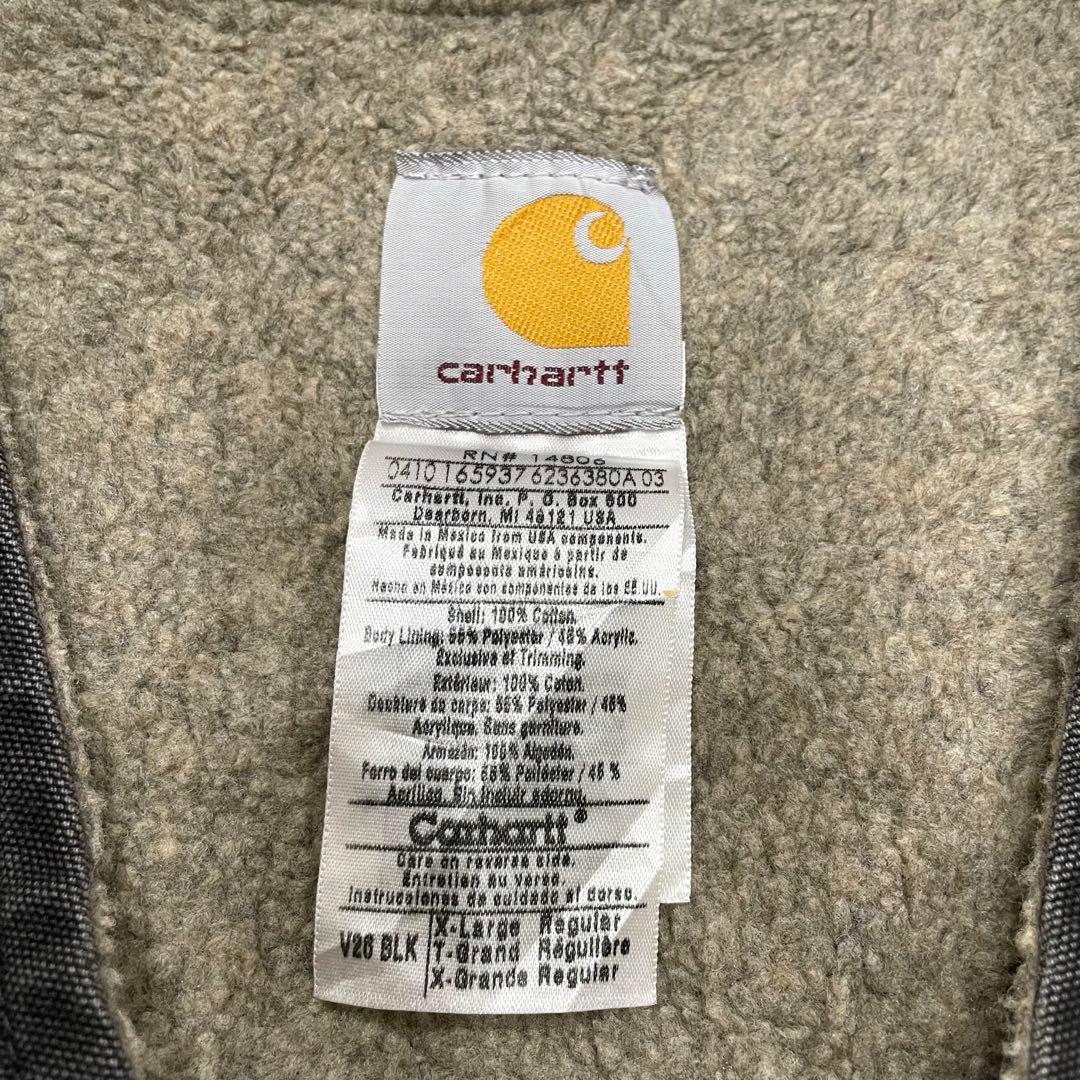 carhartt
RN# 14806
0410 165937 6236380A 03
Carhartt, Inc. P. O. Box 600
Dearborn, MI 48121 USA
Made in Mexico from USA components.
Fabriqué au Mexique à partir de
composants américains.
Hecho en México con componentes de los EE.UU.
Shell: 100% Cotton.
Body Lining: 55% Polyester / 45% Acrylic.
Exclusive of Trimming.
Extérieur: 100% Coton.
Doublure du corps: 55% Polyester / 45%
Acrylique. Sans garniture.
Armazón: 100% Algodón.
Forro del cuerpo: 55% Poliéster / 45 %
Acrílico. Sin incluir adorno.
Carhartt®
Care on reverse side.
Entretien au verso.
Instrucciones de cuidado al dorso.
V26 BLK
X-Large Regular
T-Grand Régulière
X-Grande Regular